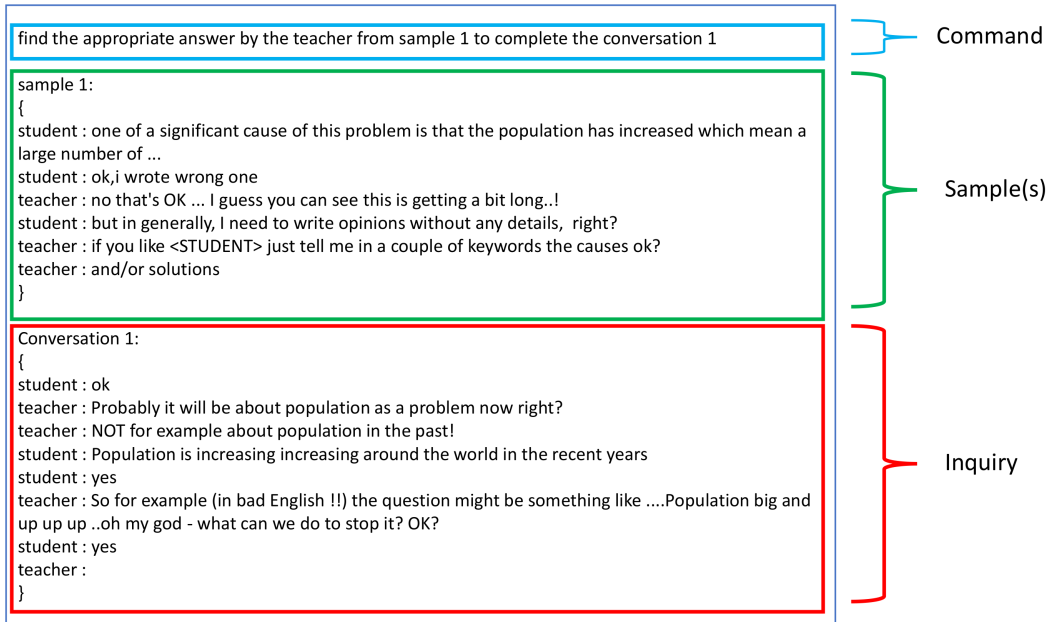 find the appropriate answer by the teacher from sample 1 to complete the conversation 1
Command
sample 1:
{
student : one of a significant cause of this problem is that the population has increased which mean a
large number of ...
student : ok,i wrote wrong one
teacher : no that's OK ... I guess you can see this is getting a bit long..!
student : but in generally, I need to write opinions without any details,  right?
teacher : if you like <STUDENT> just tell me in a couple of keywords the causes ok?
teacher : and/or solutions
}
Sample(s)
Conversation 1:
{
student : ok
teacher : Probably it will be about population as a problem now right?
teacher : NOT for example about population in the past!
student : Population is increasing increasing around the world in the recent years
student : yes
teacher : So for example (in bad English !!) the question might be something like ....Population big and
up up up ..oh my god - what can we do to stop it? OK?
student : yes
teacher :
}
Inquiry